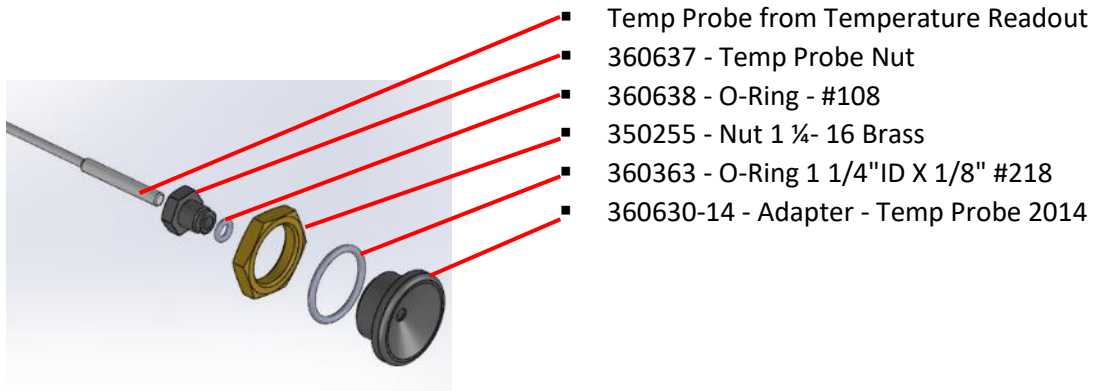 ▪ Temp Probe from Temperature Readout
▪ 360637 - Temp Probe Nut
▪ 360638 - O-Ring - #108
▪ 350255 - Nut 1 ¼- 16 Brass
▪ 360363 - O-Ring 1 1/4"ID X 1/8" #218
▪ 360630-14 - Adapter - Temp Probe 2014